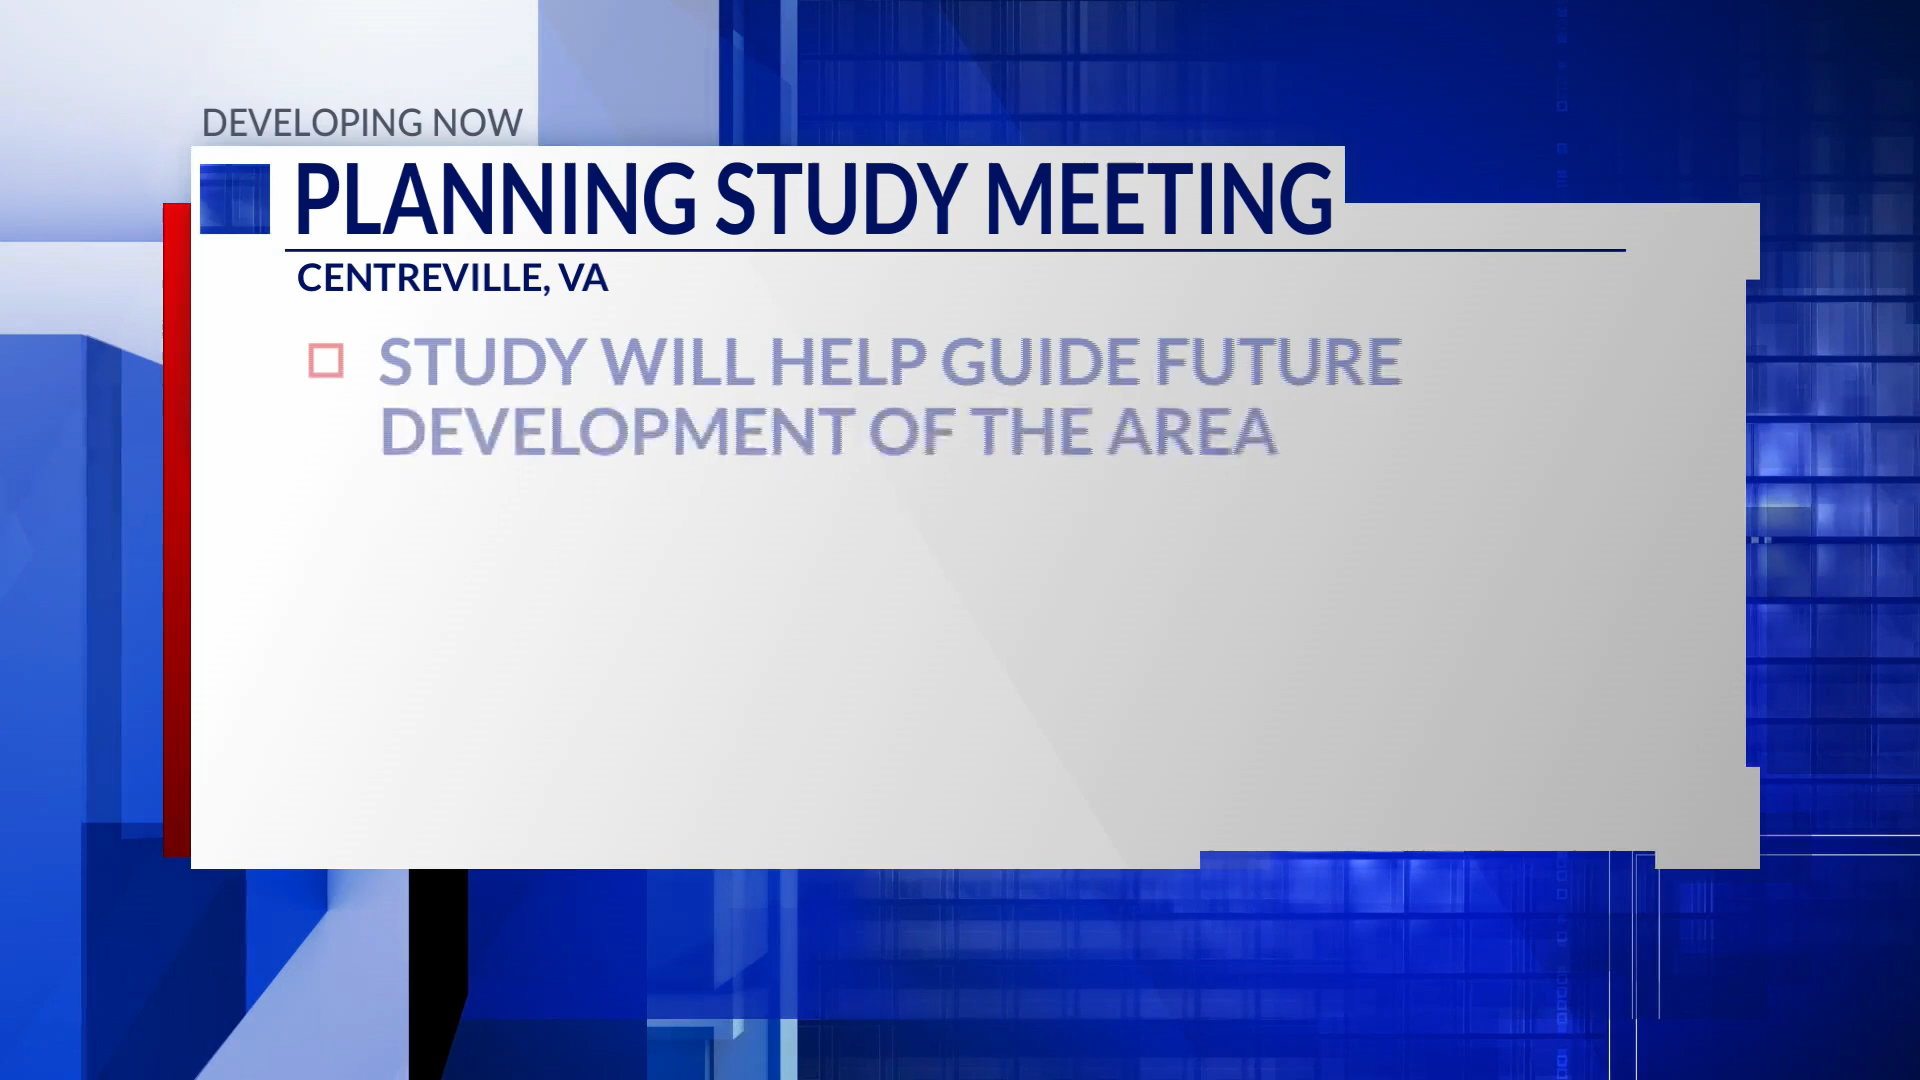 DEVELOPING NOW
PLANNING STUDY MEETING
CENTREVILLE, VA
STUDY WILL HELP GUIDE FUTURE
DEVELOPMENT OF THE AREA